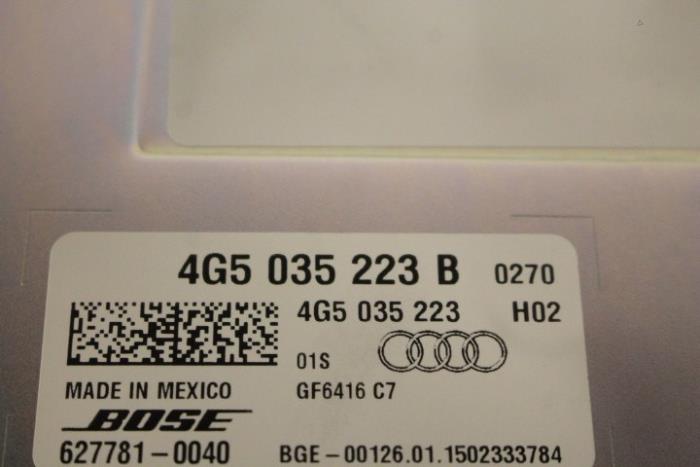 4G5 035 223 B 0270
4G5 035 223 H02
01S
MADE IN MEXICO GF6416 C7
BOSE
627781-0040 BGE-00126.01.1502333784